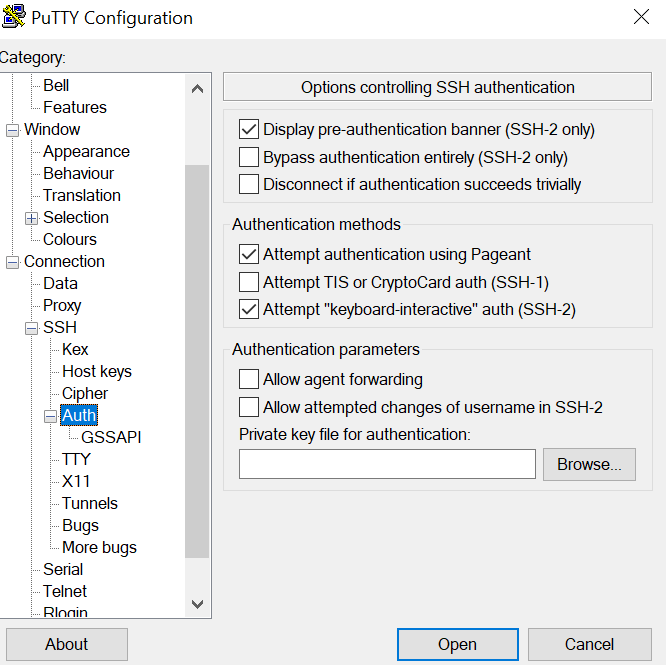 PuTTY Configuration
Category:
Bell
Features
Window
Appearance
Behaviour
Translation
Selection
Colours
Connection
Data
Proxy
SSH
Kex
Host keys
Cipher
Auth
GSSAPI
TTY
X11
Tunnels
Bugs
More bugs
Serial
Telnet
Rlogin
Options controlling SSH authentication
Display pre-authentication banner (SSH-2 only)
Bypass authentication entirely (SSH-2 only)
Disconnect if authentication succeeds trivially
Authentication methods
Attempt authentication using Pageant
Attempt TIS or CryptoCard auth (SSH-1)
Attempt "keyboard-interactive" auth (SSH-2)
Authentication parameters
Allow agent forwarding
Allow attempted changes of username in SSH-2
Private key file for authentication:
Browse...
About
Open
Cancel